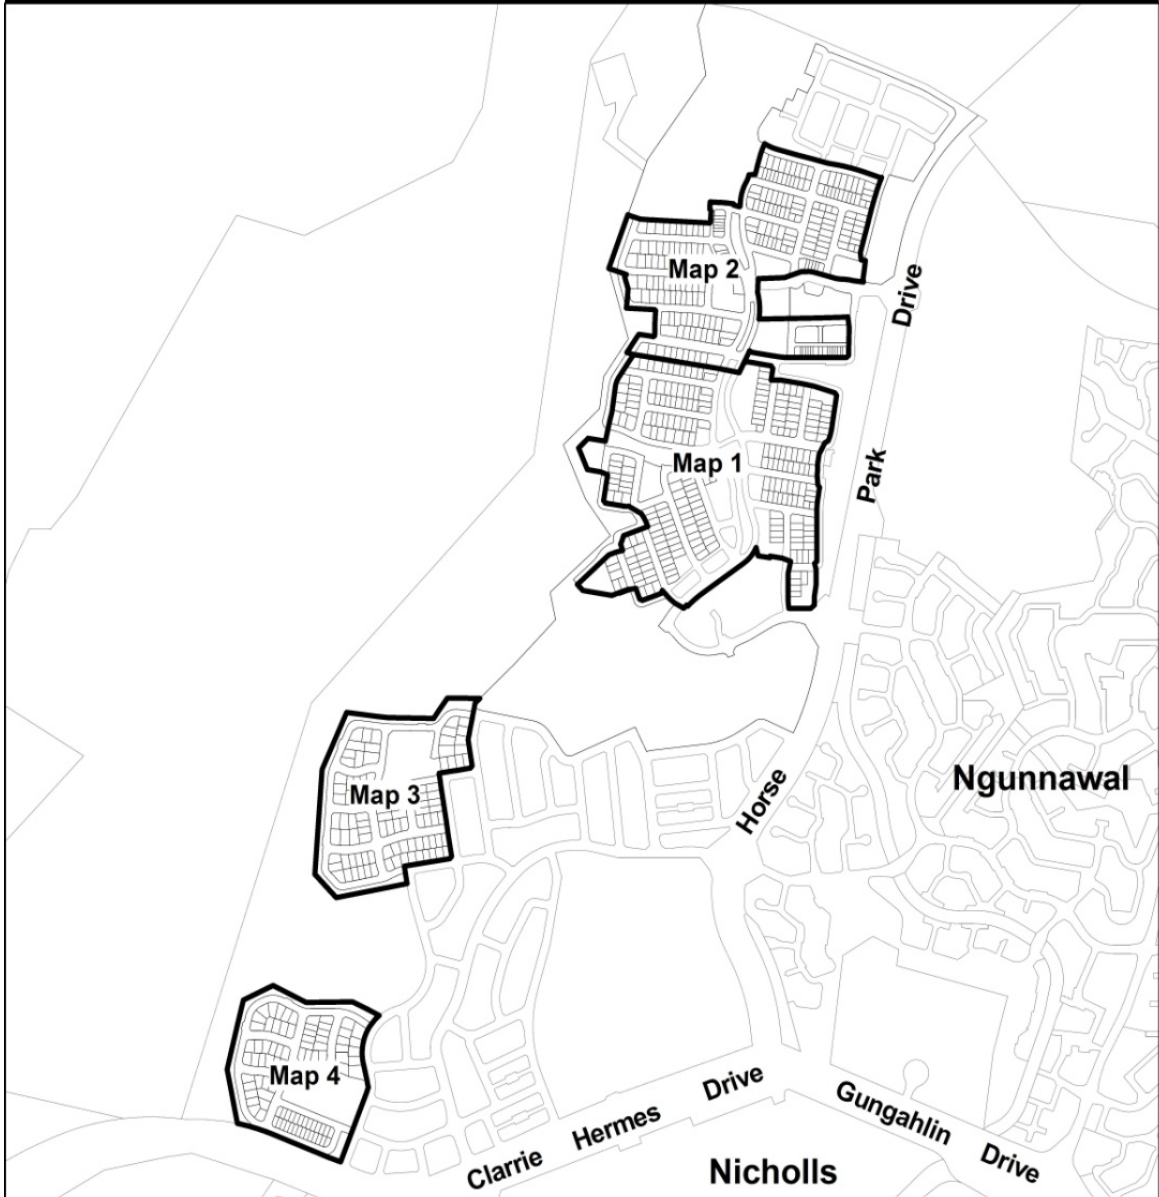 Map 2
Drive
Map 1
Park
Ngunnawal
Map 3
Horse
Map 4
Clarrie Hermes Drive
Gungahlin Drive
Nicholls